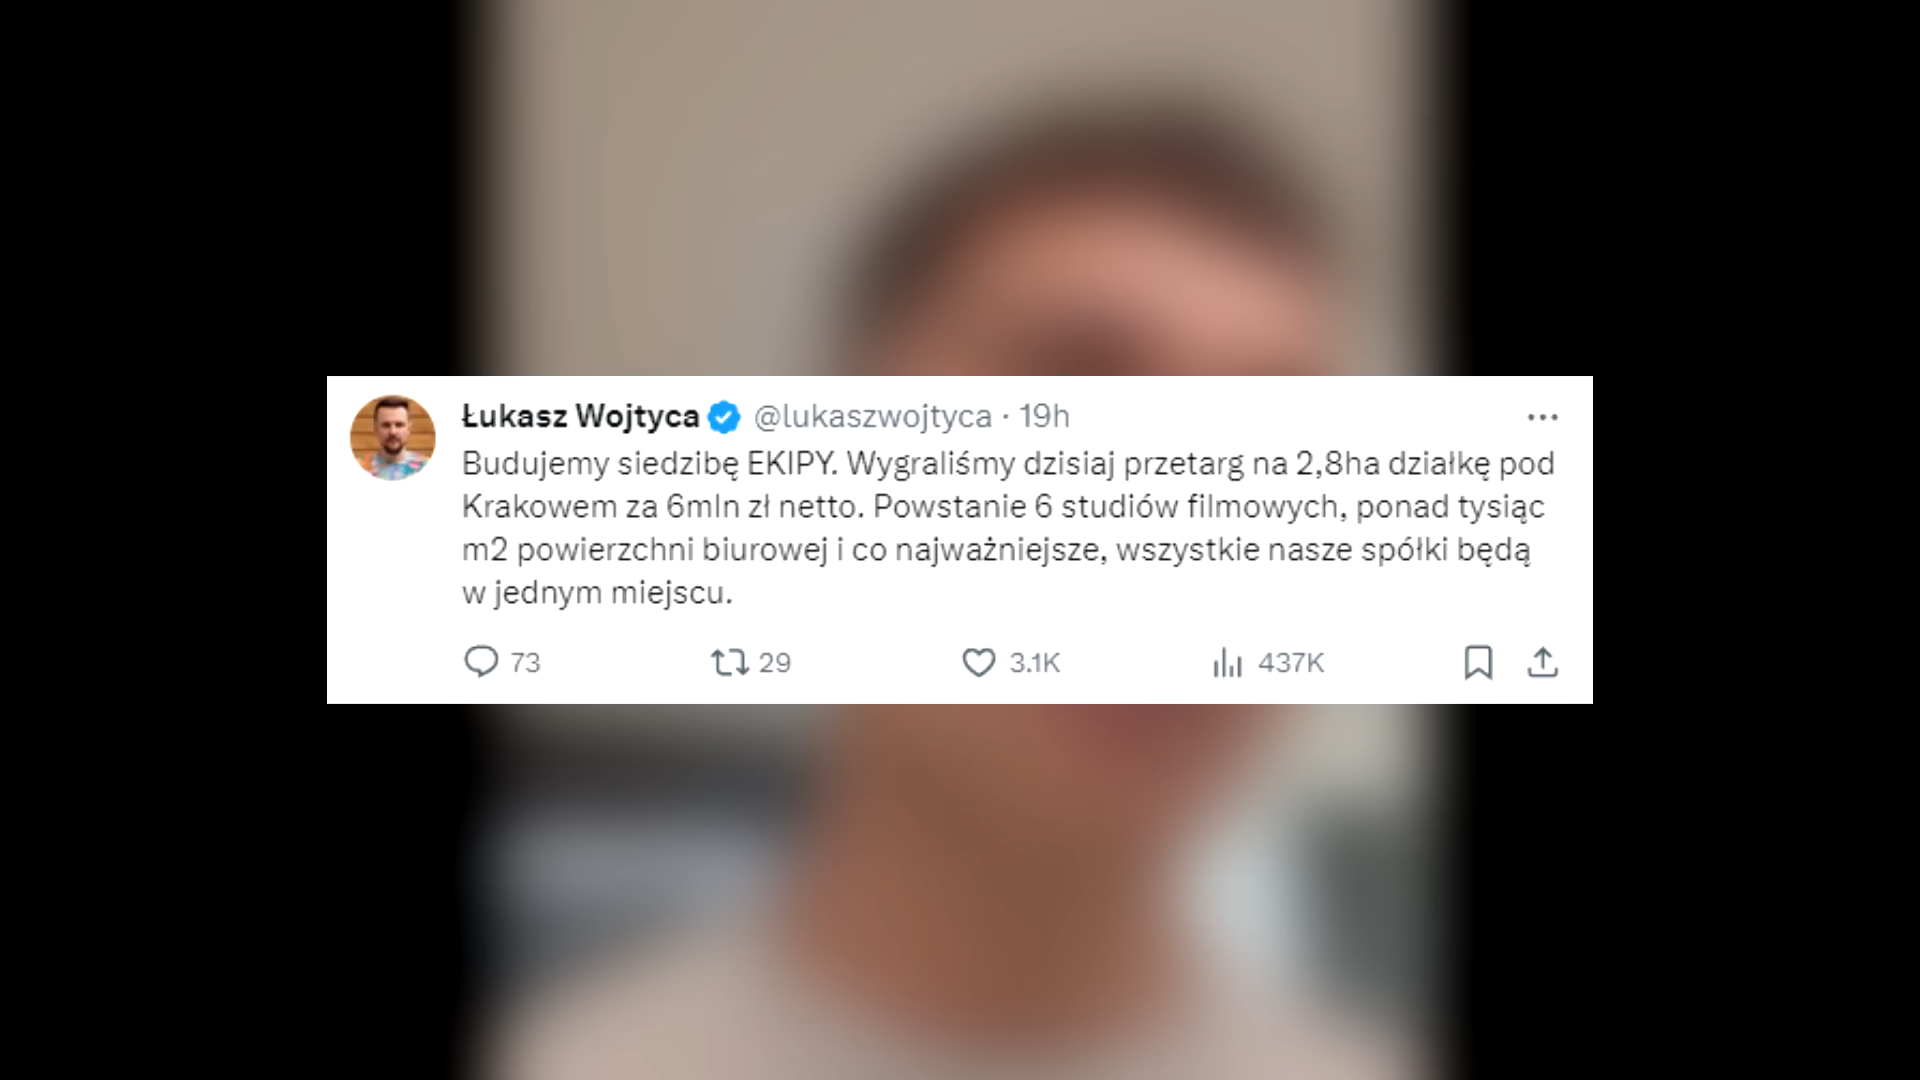 Łukasz Wojtyca @lukaszwojtyca · 19h
Budujemy siedzibę EKIPY. Wygraliśmy dzisiaj przetarg na 2,8ha działkę pod
Krakowem za 6mln zł netto. Powstanie 6 studiów filmowych, ponad tysiąc
m2 powierzchni biurowej i co najważniejsze, wszystkie nasze spółki będą
w jednym miejscu.
73 29 3.1K 437K